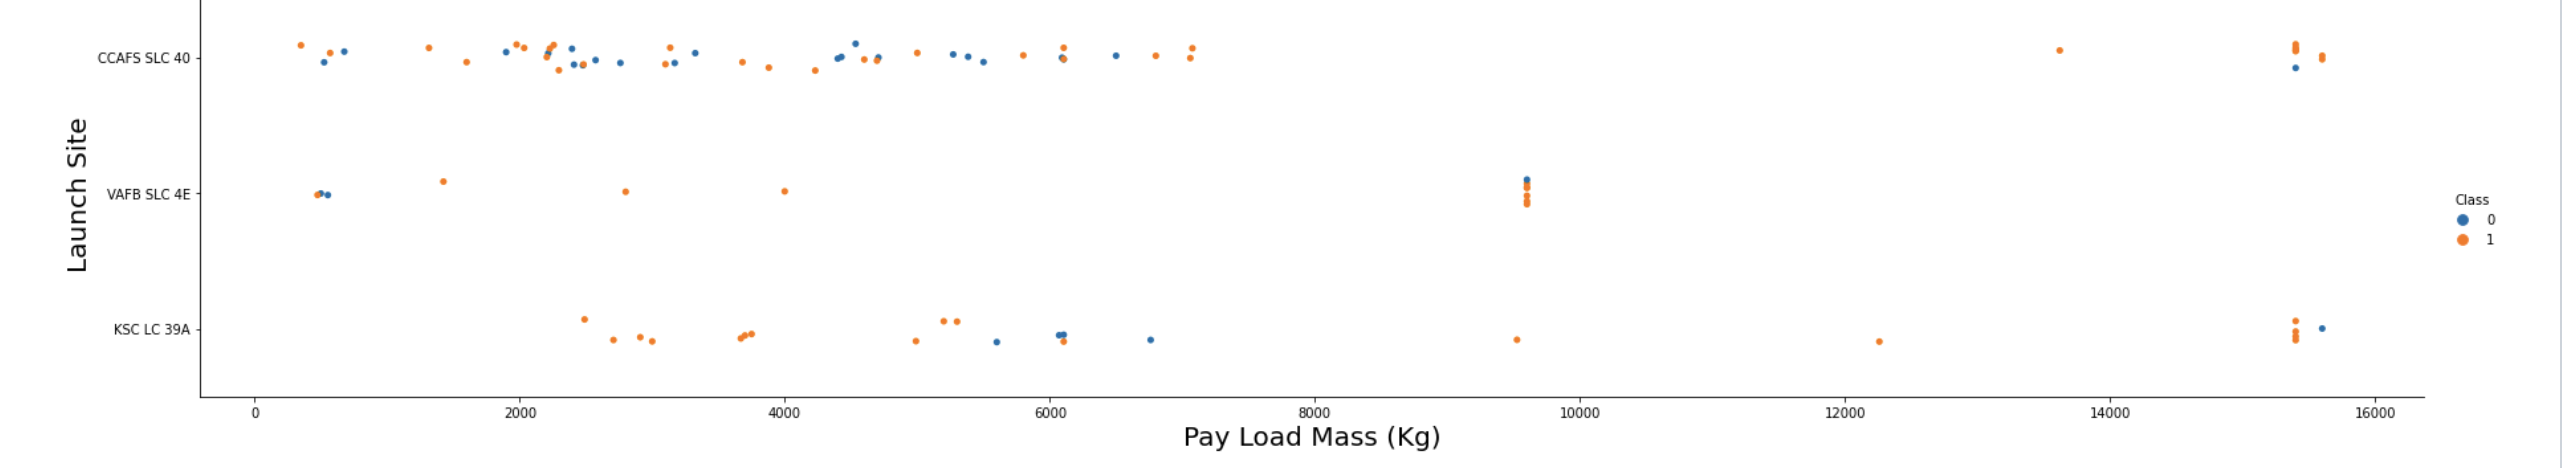 Launch Site
CCAFS SLC 40
VAFB SLC 4E
KSC LC 39A
0 2000 4000 6000 8000 10000 12000 14000 16000
Pay Load Mass (Kg)
Class
0
1